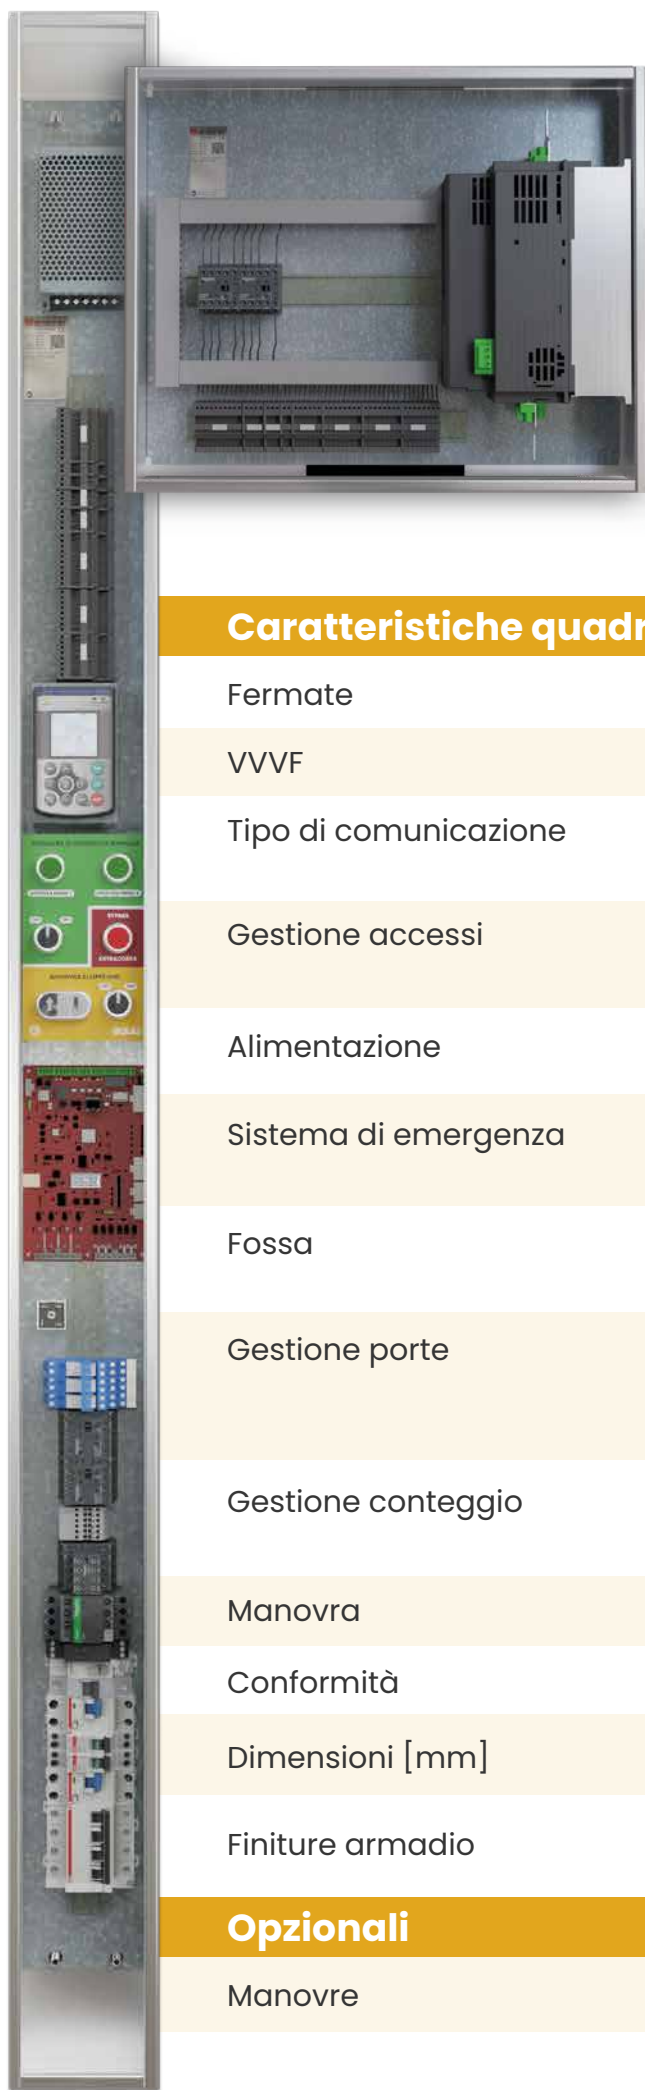 BYPASS
Caratteristiche quadr
Fermate
VVVF
Tipo di comunicazione
Gestione accessi
Alimentazione
Sistema di emergenza
Fossa
Gestione porte
Gestione conteggio
Manovra
Conformità
Dimensioni [mm]
Finiture armadio
Opzionali
Manovre